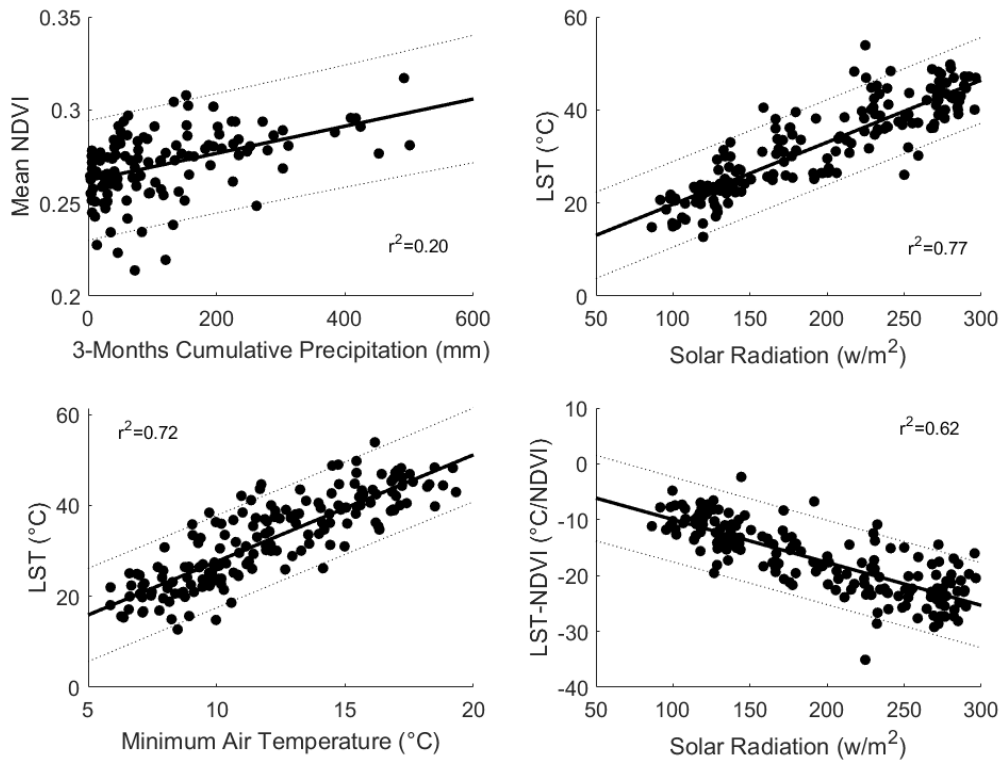 0.35
0.3
0.25
0.2
Mean NDVI
r²=0.20
0 200 400 600
3-Months Cumulative Precipitation (mm)
60
40
20
0
LST (°C)
r²=0.77
50 100 150 200 250 300
Solar Radiation (w/m²)
60
40
20
0
LST (°C)
r²=0.72
5 10 15 20
Minimum Air Temperature (°C)
10
0
-10
-20
-30
-40
LST-NDVI (°C/NDVI)
r²=0.62
50 100 150 200 250 300
Solar Radiation (w/m²)